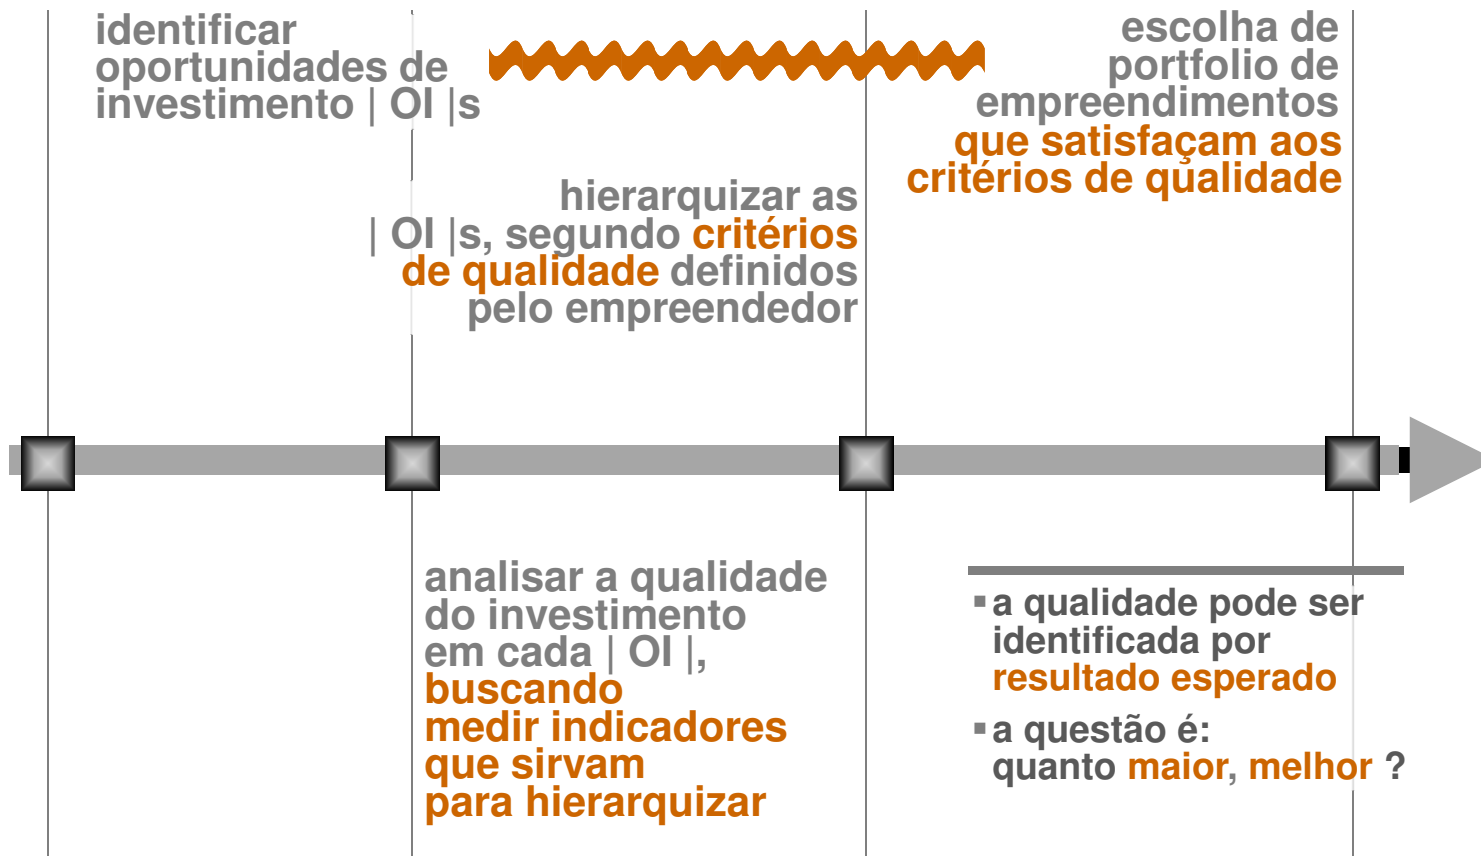 identificar
oportunidades de
investimento | OI |s
escolha de
portfolio de
empreendimentos
que satisfaçam aos
critérios de qualidade
hierarquizar as
| OI |s, segundo critérios
de qualidade definidos
pelo empreendedor
analisar a qualidade
do investimento
em cada | OI |,
buscando
medir indicadores
que sirvam
para hierarquizar
▪ a qualidade pode ser
identificada por
resultado esperado
▪ a questão é:
quanto maior, melhor ?